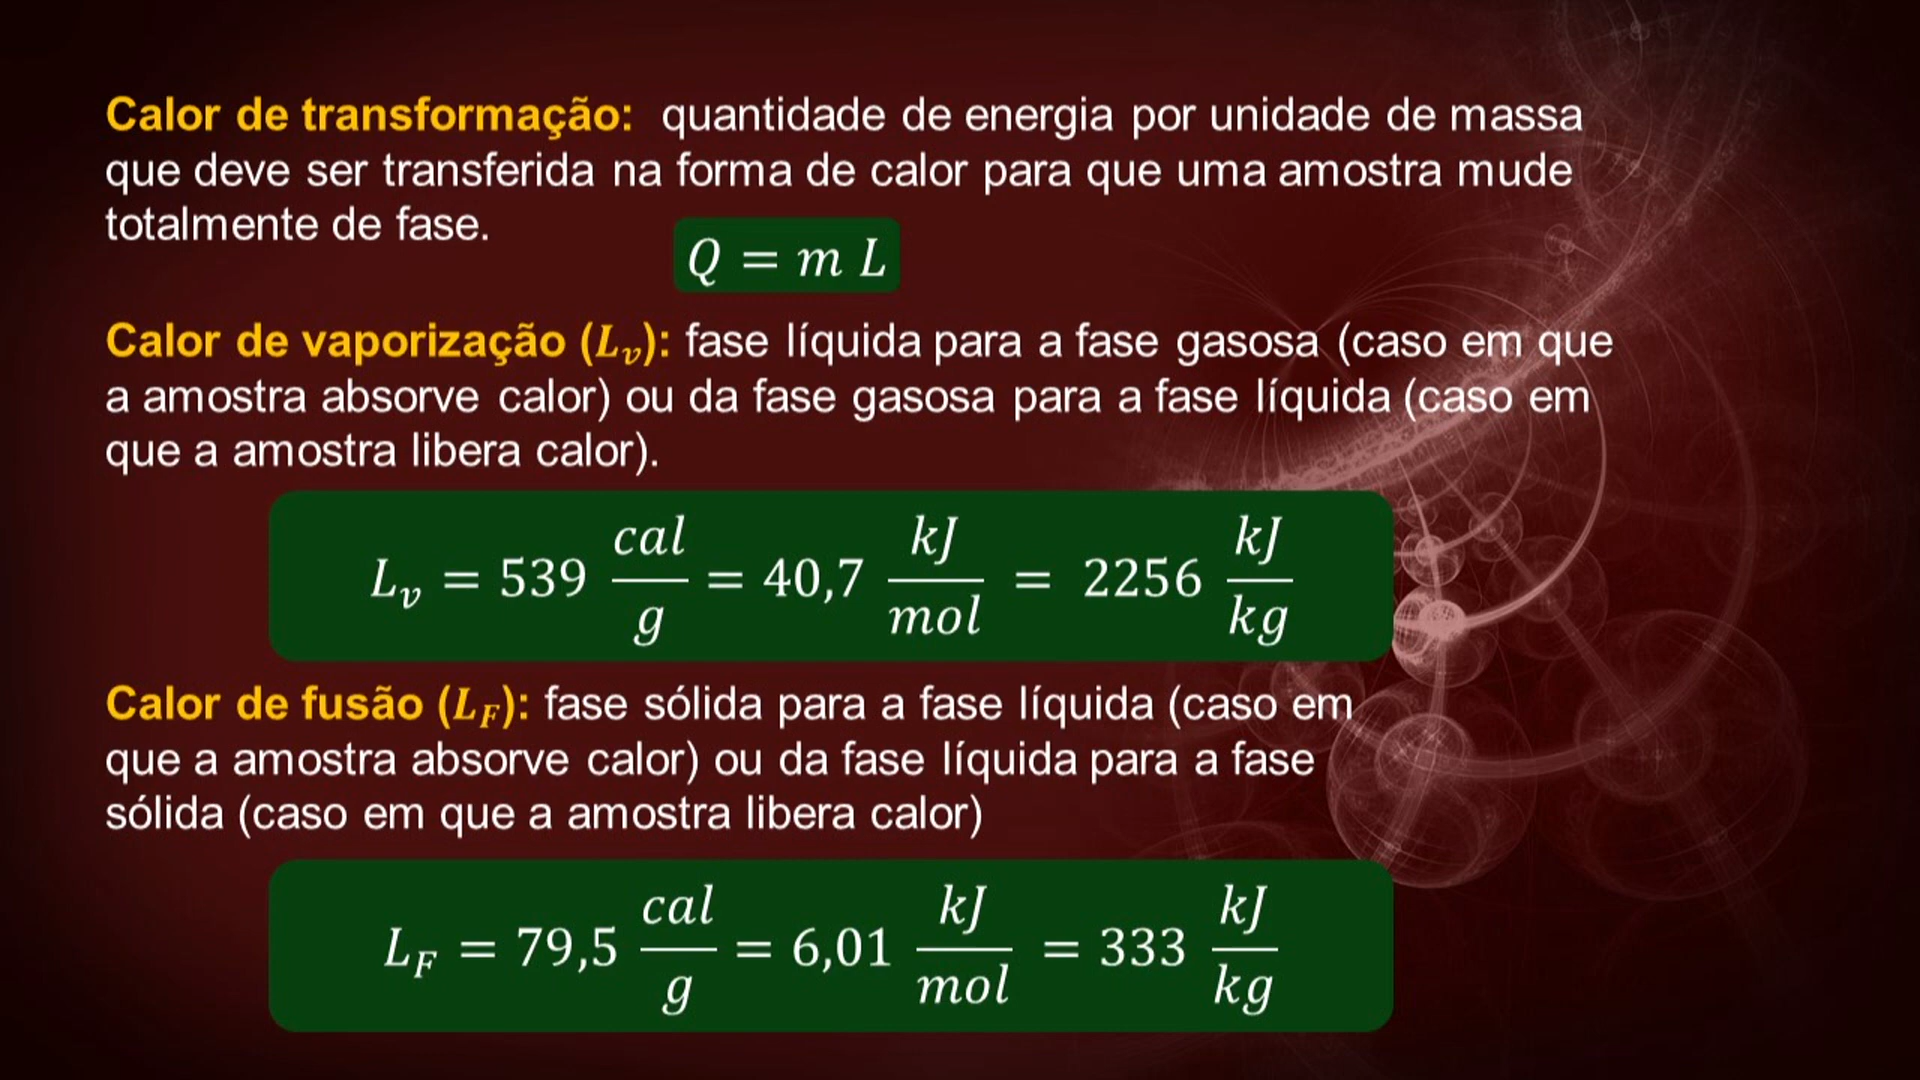 Calor de transformação: quantidade de energia por unidade de massa
que deve ser transferida na forma de calor para que uma amostra mude
totalmente de fase.
Q = m L
Calor de vaporização (L_v): fase líquida para a fase gasosa (caso em que
a amostra absorve calor) ou da fase gasosa para a fase líquida (caso em
que a amostra libera calor).
L_v = 539 cal/g = 40,7 kJ/mol = 2256 kJ/kg
Calor de fusão (L_F): fase sólida para a fase líquida (caso em
que a amostra absorve calor) ou da fase líquida para a fase
sólida (caso em que a amostra libera calor)
L_F = 79,5 cal/g = 6,01 kJ/mol = 333 kJ/kg